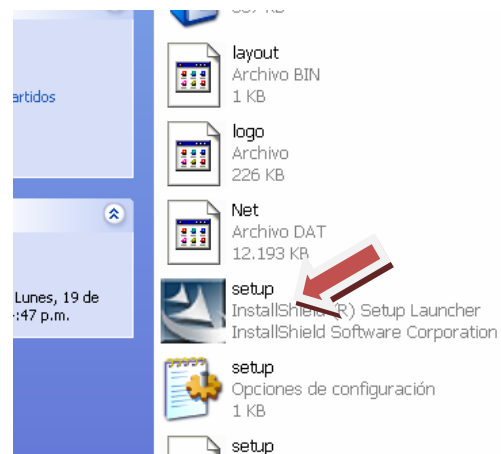 artidos
Lunes, 19 de
:47 p.m.
layout
Archivo BIN
1 KB
logo
Archivo
226 KB
Net
Archivo DAT
12.193 KB
setup
InstallShield (R) Setup Launcher
InstallShield Software Corporation
setup
Opciones de configuración
1 KB
setup